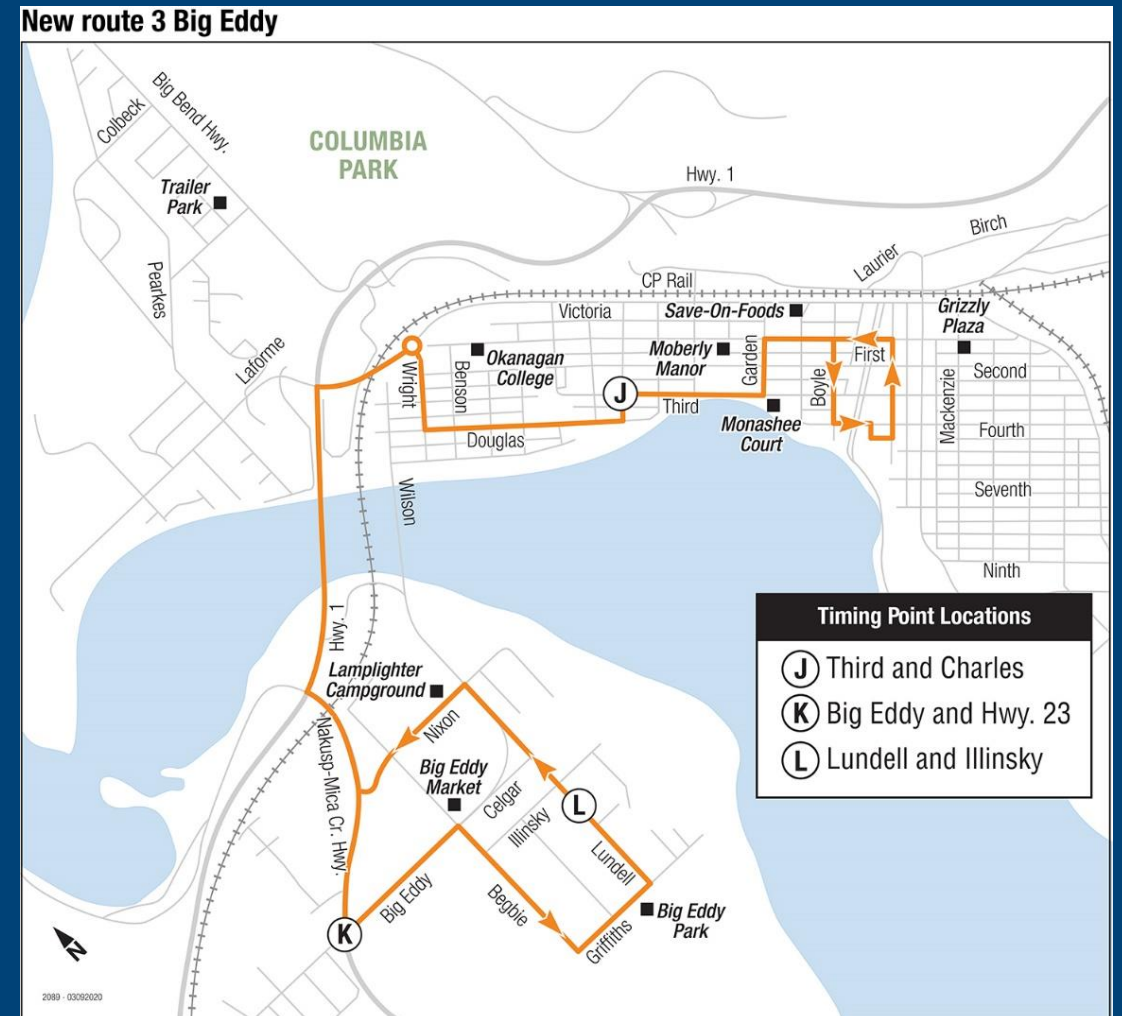 New route 3 Big Eddy
Big Bend Hwy.
Colbeck
COLUMBIA
PARK
Trailer
Park
Hwy. 1
Birch
Laurier
Pearkes
CP Rail
Victoria
Save-On-Foods
Grizzly
Plaza
Laforme
Wright
Benson
Okanagan
College
Moberly
Manor
Garden
First
Boyle
Second
Mackenzie
J
Third
Monashee
Court
Fourth
Douglas
Wilson
Seventh
Ninth
Hwy. 1
Timing Point Locations
J Third and Charles
K Big Eddy and Hwy. 23
L Lundell and Illinsky
Lamplighter
Campground
Nixon
Nakusp-Mica Cr. Hwy.
Big Eddy
Market
Celgar
Illinsky
L
Lundell
Big Eddy
Begbie
Griffiths
Big Eddy
Park
K
N
2089 - 03092020